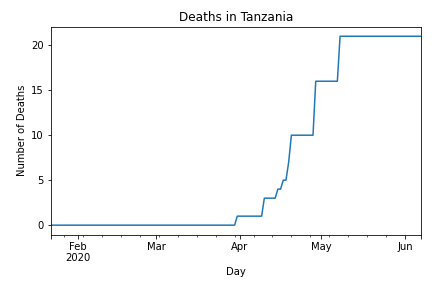 Deaths in Tanzania
Number of Deaths
20
15
10
5
0
Feb
2020
Mar
Apr
May
Jun
Day